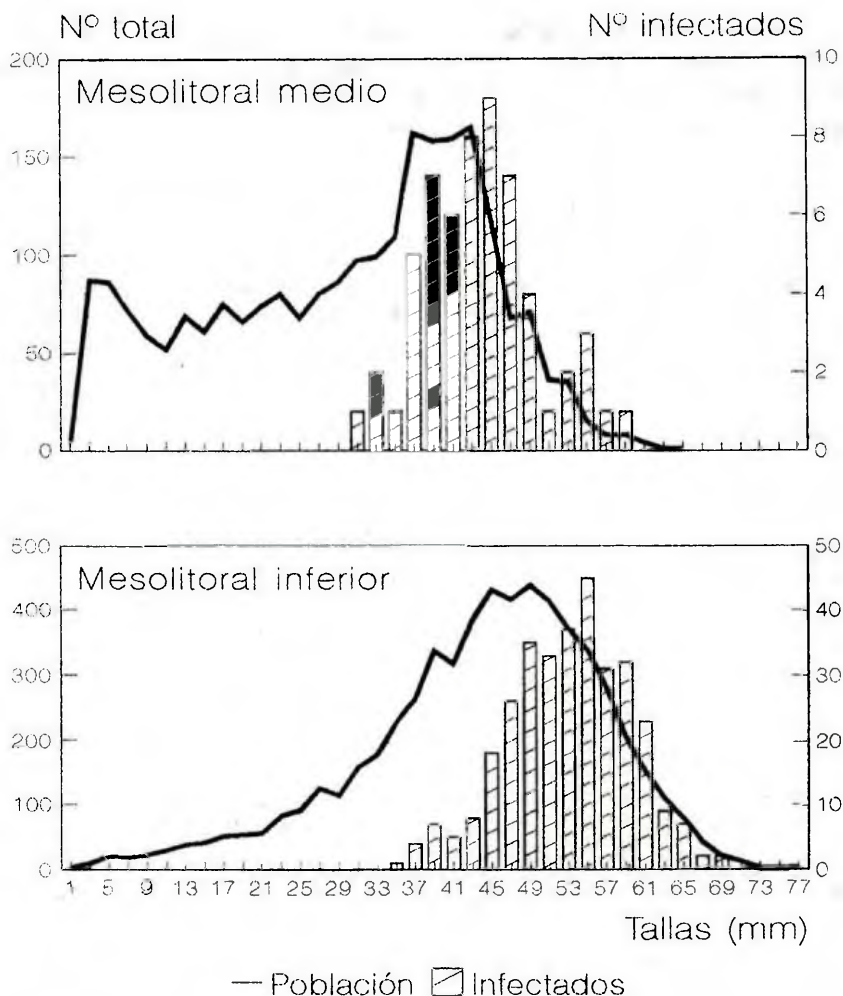 Nº total Nº infectados
200 10
Mesolitoral medio
150 8
6
100
4
50
2
0 0
500 50
Mesolitoral inferior
400 40
300 30
200 20
100 10
0 0
1 5 9 13 17 21 25 29 33 37 41 45 49 53 57 61 65 69 73 77
Tallas (mm)
Población Infectados